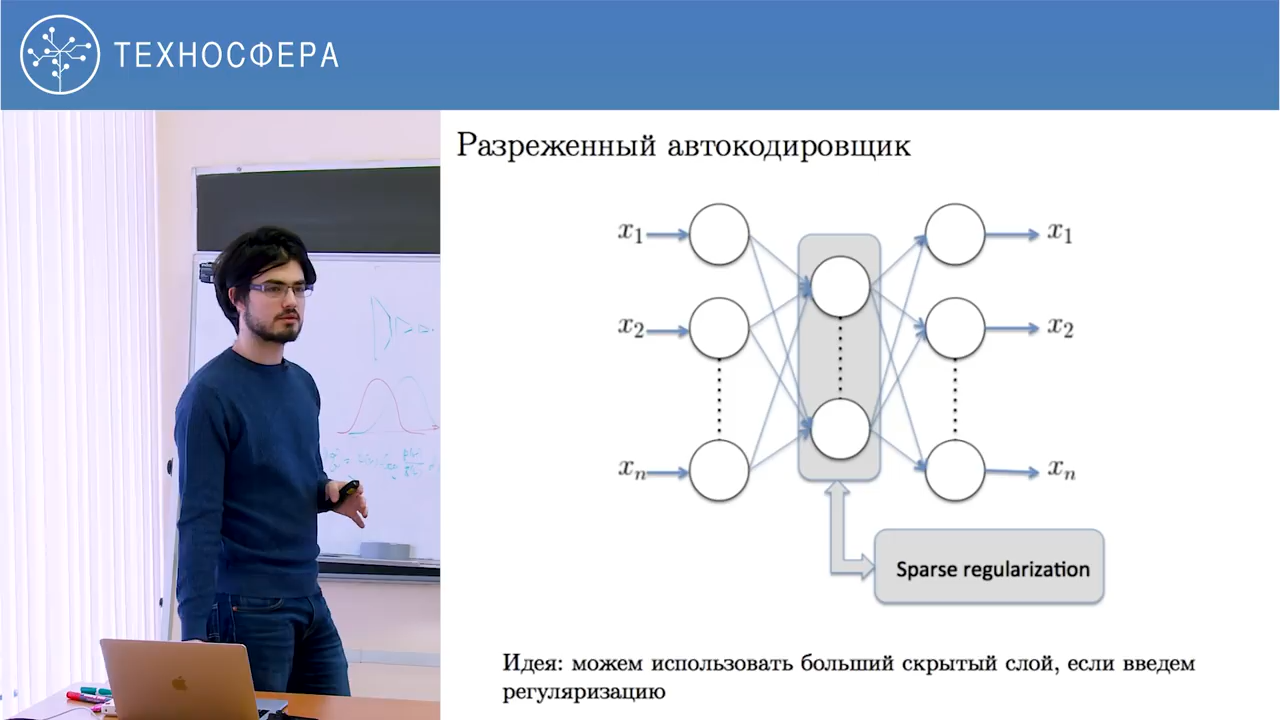 ТЕХНОСФЕРА
Разреженный автокодировщик
x₁
x₁
x₂
x₂
xₙ
xₙ
Sparse regularization
Идея: можем использовать больший скрытый слой, если введем
регуляризацию